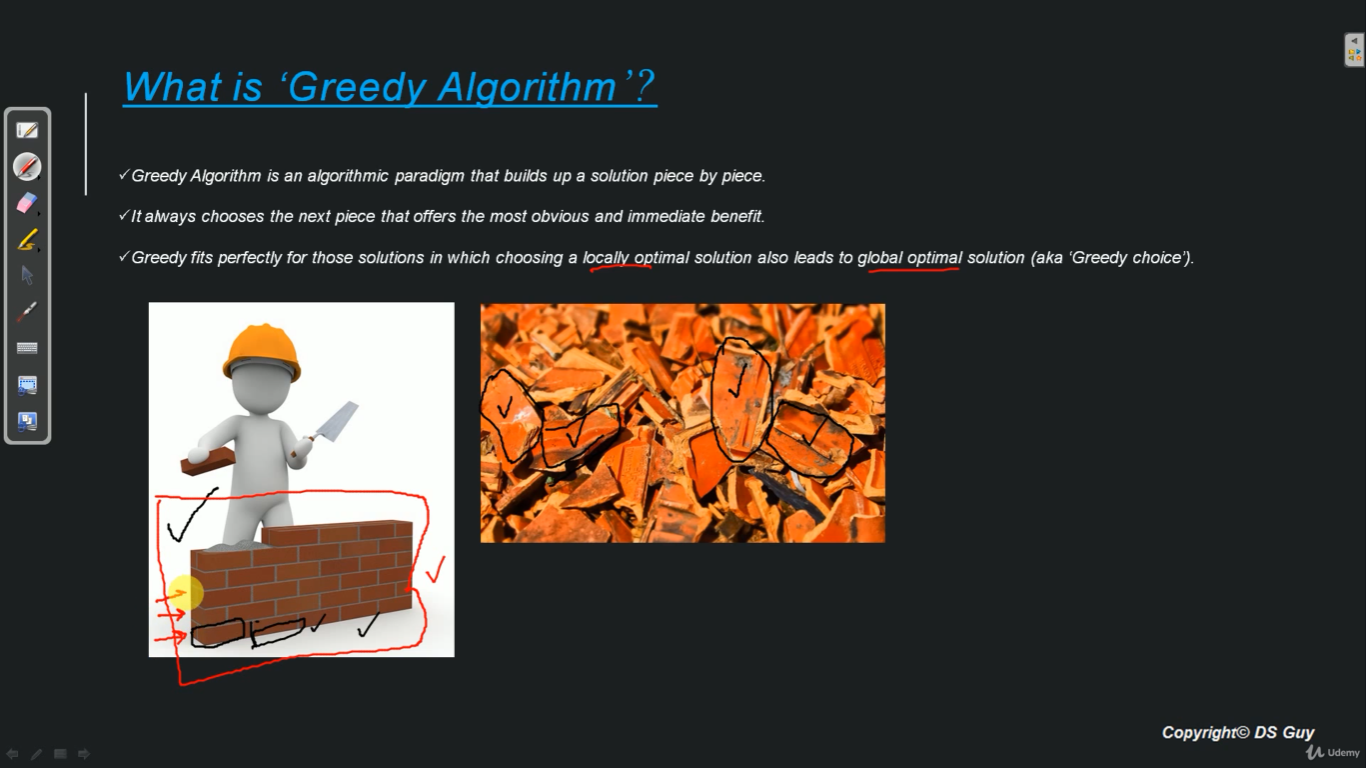 What is ‘Greedy Algorithm’?
✓Greedy Algorithm is an algorithmic paradigm that builds up a solution piece by piece.
✓It always chooses the next piece that offers the most obvious and immediate benefit.
✓Greedy fits perfectly for those solutions in which choosing a locally optimal solution also leads to global optimal solution (aka ‘Greedy choice’).
Copyright© DS Guy
Udemy